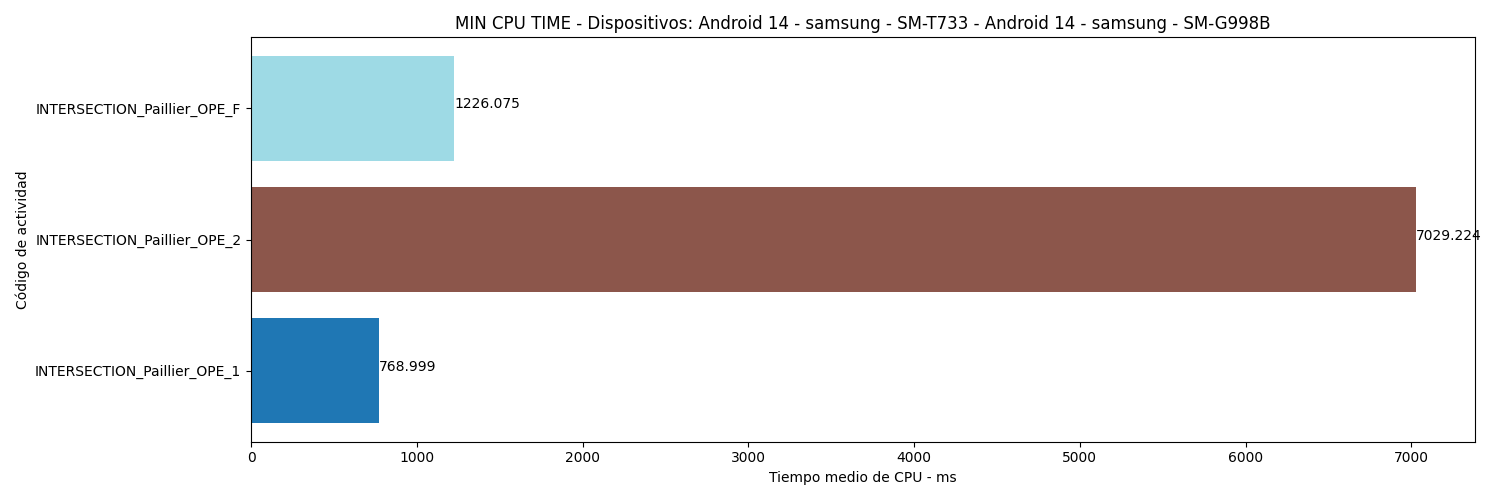 MIN CPU TIME - Dispositivos: Android 14 - samsung - SM-T733 - Android 14 - samsung - SM-G998B
INTERSECTION_Paillier_OPE_F
1226.075
INTERSECTION_Paillier_OPE_2
7029.224
INTERSECTION_Paillier_OPE_1
768.999
Código de actividad
0 1000 2000 3000 4000 5000 6000 7000
Tiempo medio de CPU - ms